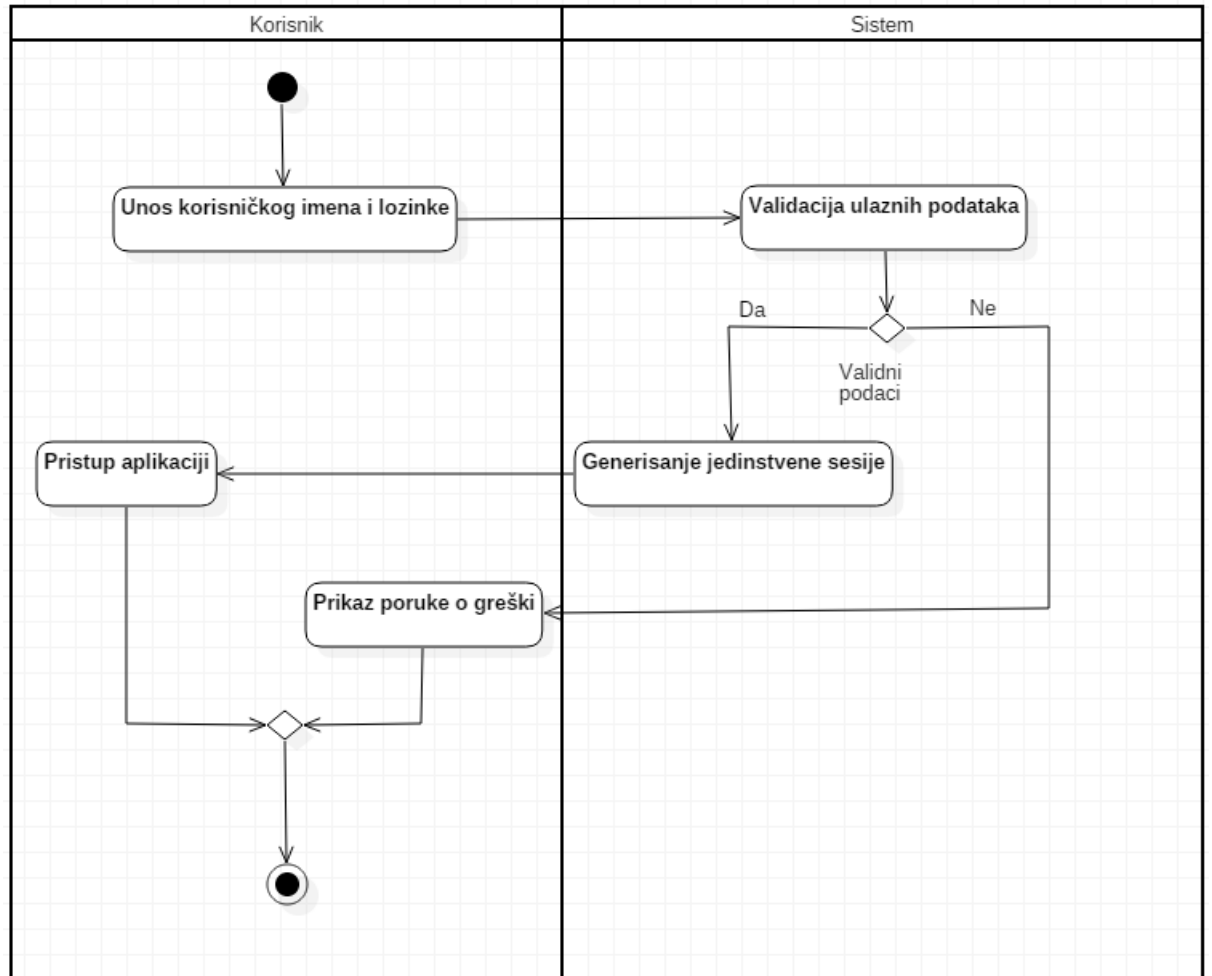 Korisnik
Sistem
Unos korisničkog imena i lozinke
Validacija ulaznih podataka
Da
Ne
Validni
podaci
Pristup aplikaciji
Generisanje jedinstvene sesije
Prikaz poruke o greški